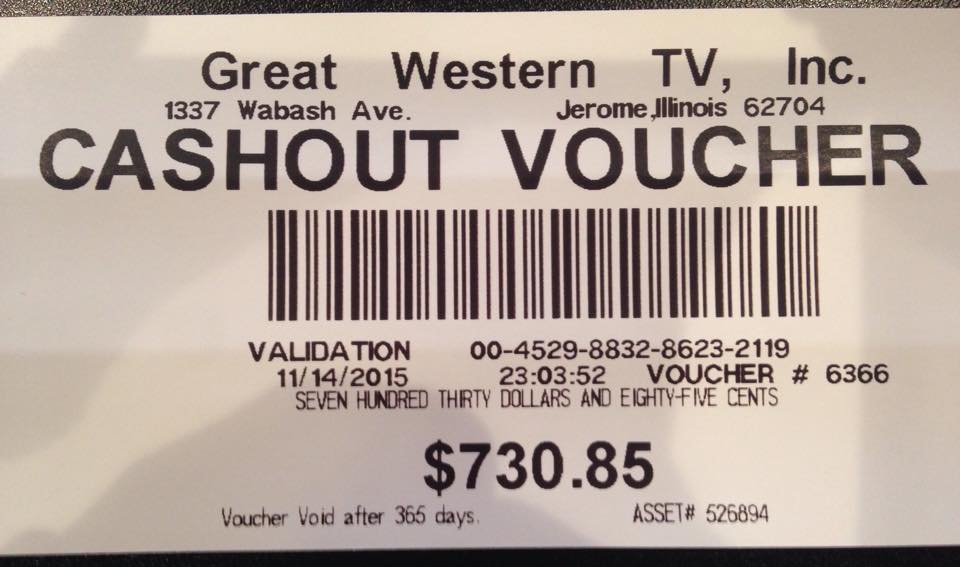 Great Western TV, Inc.
1337 Wabash Ave. Jerome,Illinois 62704
CASHOUT VOUCHER
VALIDATION 00-4529-8832-8623-2119
11/14/2015 23:03:52 VOUCHER # 6366
SEVEN HUNDRED THIRTY DOLLARS AND EIGHTY-FIVE CENTS
$730.85
Voucher Void after 365 days. ASSET# 526894